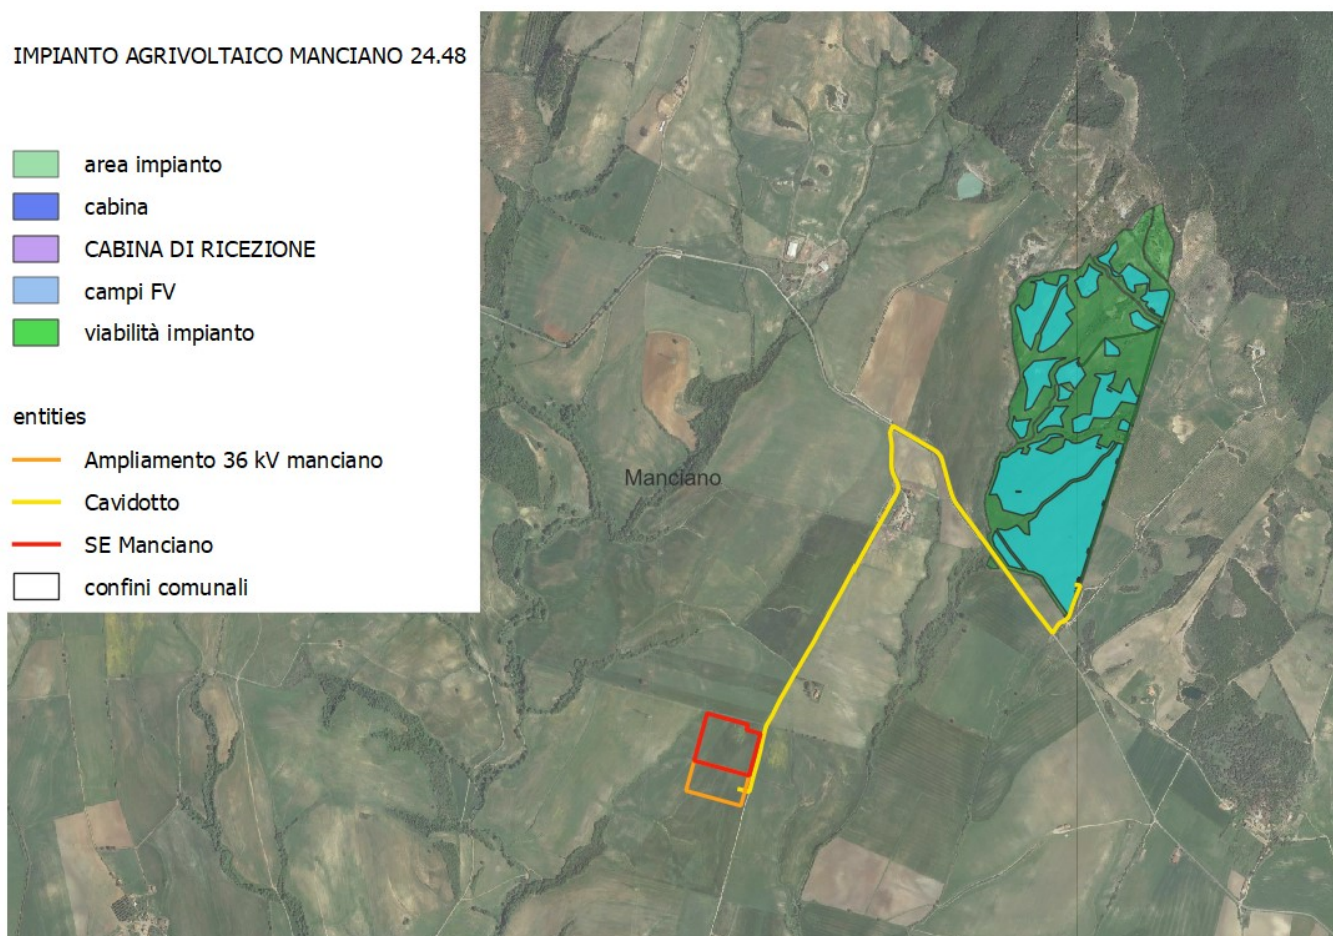 IMPIANTO AGRIVOLTAICO MANCIANO 24.48
area impianto
cabina
CABINA DI RICEZIONE
campi FV
viabilità impianto
entities
Ampliamento 36 kV manciano
Cavidotto
SE Manciano
confini comunali
Manciano